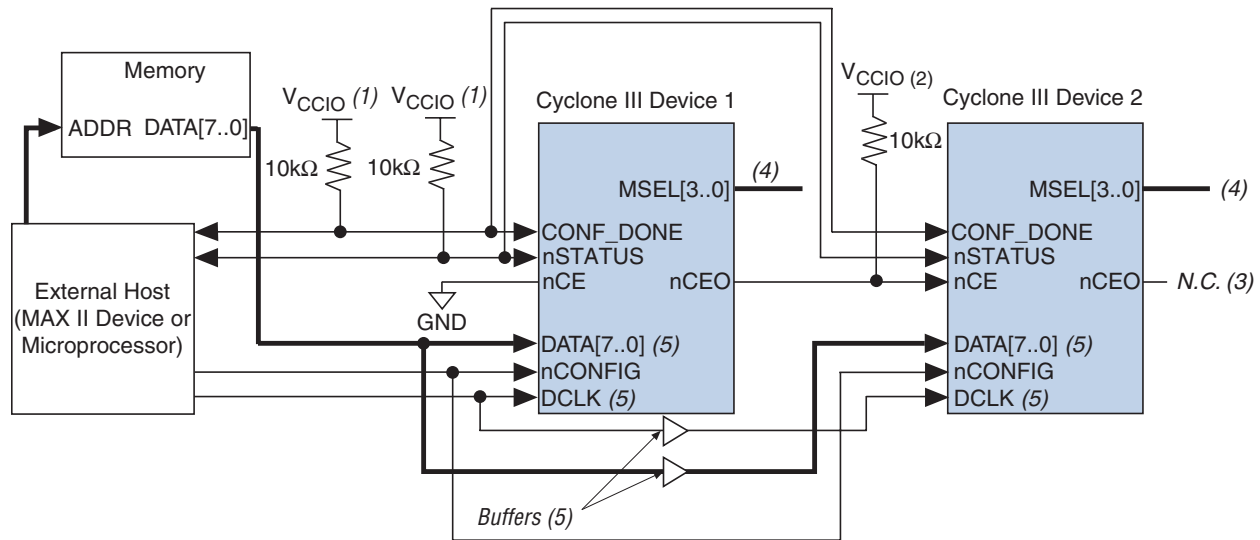 Memory
ADDR DATA[7..0]
VCCIO (1)
VCCIO (1)
10kΩ
10kΩ
Cyclone III Device 1
MSEL[3..0]
(4)
CONF_DONE
nSTATUS
nCE
nCEO
GND
DATA[7..0] (5)
nCONFIG
DCLK (5)
VCCIO (2)
10kΩ
Cyclone III Device 2
MSEL[3..0]
(4)
CONF_DONE
nSTATUS
nCE
nCEO
N.C. (3)
DATA[7..0] (5)
nCONFIG
DCLK (5)
External Host
(MAX II Device or
Microprocessor)
Buffers (5)